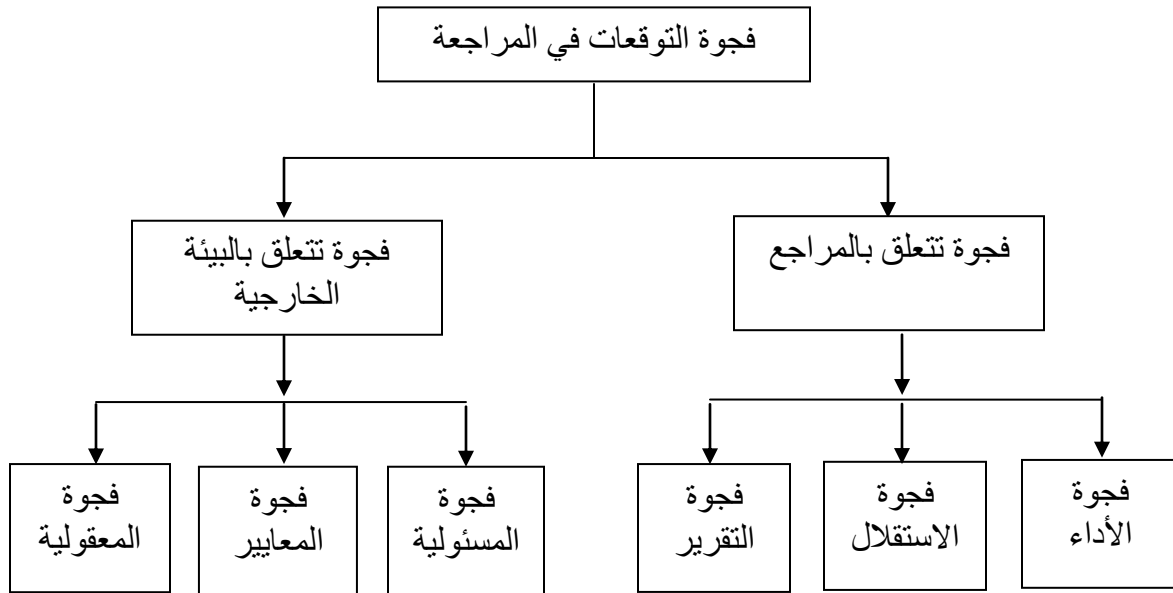 فجوة التوقعات في المراجعة
فجوة تتعلق بالمراجع
فجوة تتعلق بالبيئة
الخارجية
فجوة
الأداء
فجوة
الاستقلال
فجوة
التقرير
فجوة
المسئولية
فجوة
المعايير
فجوة
المعقولية